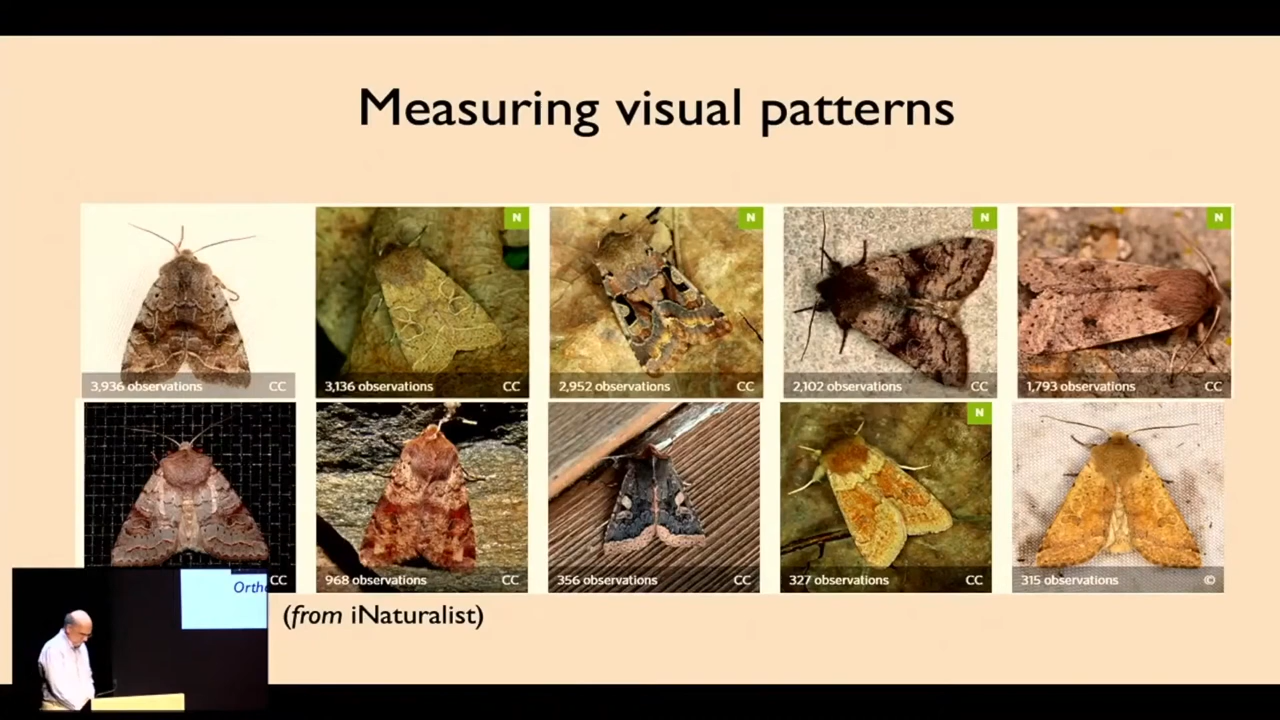 Measuring visual patterns
N
N
N
N
3,936 observations CC
3,136 observations CC
2,952 observations CC
2,102 observations CC
1,793 observations CC
N
CC
968 observations CC
356 observations CC
327 observations CC
315 observations ©
(from iNaturalist)